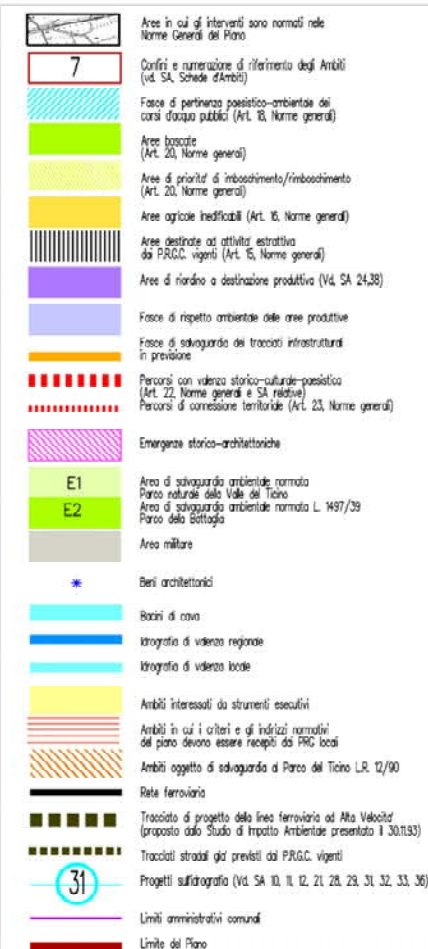 Aree in cui gli interventi sono normati nelle
Norme Generali del Piano
7
Confini e numerazione di riferimento degli Ambiti
(vd. SA, Schede d'Ambiti)
Fasce di pertinenza paesistico-ambientale dei
corsi d'acqua pubblici (Art. 18, Norme generali)
Aree boscate
(Art. 20, Norme generali)
Aree di priorita' di imboschimento/rimboschimento
(Art. 20, Norme generali)
Aree agricole inedificabili (Art. 16, Norme generali)
Aree destinate ad attivita' estrattiva
dai P.R.G.C. vigenti (Art. 15, Norme generali)
Aree di riordino a destinazione produttiva (Vd. SA 24,38)
Fasce di rispetto ambientale delle aree produttive
Fasce di salvaguardia dei tracciati infrastrutturali
in previsione
Percorsi con valenza storico-culturale-paesistica
(Art. 22, Norme generali e SA relative)
Percorsi di connessione territoriale (Art. 23, Norme generali)
Emergenze storico-architettoniche
E1
Area di salvaguardia ambientale normata
Parco naturale della Valle del Ticino
E2
Area di salvaguardia ambientale normata L. 1497/39
Parco della Battaglia
Area militare
* Beni architettonici
Bacini di cava
Idrografia di valenza regionale
Idrografia di valenza locale
Ambiti interessati da strumenti esecutivi
Ambiti in cui i criteri e gli indirizzi normativi
del piano devono essere recepiti dai PRG locali
Ambiti oggetto di salvaguardia al Parco del Ticino L.R. 12/90
Rete ferroviaria
Tracciato di progetto della linea ferroviaria ad Alta Velocita'
(proposto dallo Studio di Impatto Ambientale presentato il 30.11.93)
Tracciati stradali gia' previsti dai P.R.G.C. vigenti
31
Progetti sull'idrografia (Vd. SA 10, 11, 12, 21, 28, 29, 31, 32, 33, 36)
Limiti amministrativi comunali
Limite del Piano